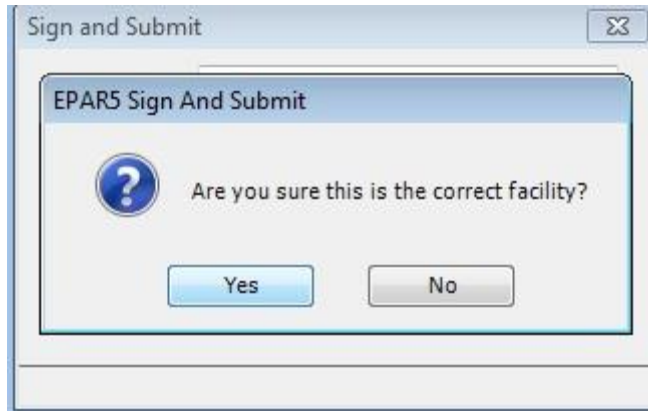 Sign and Submit
EPAR5 Sign And Submit
Are you sure this is the correct facility?
Yes
No